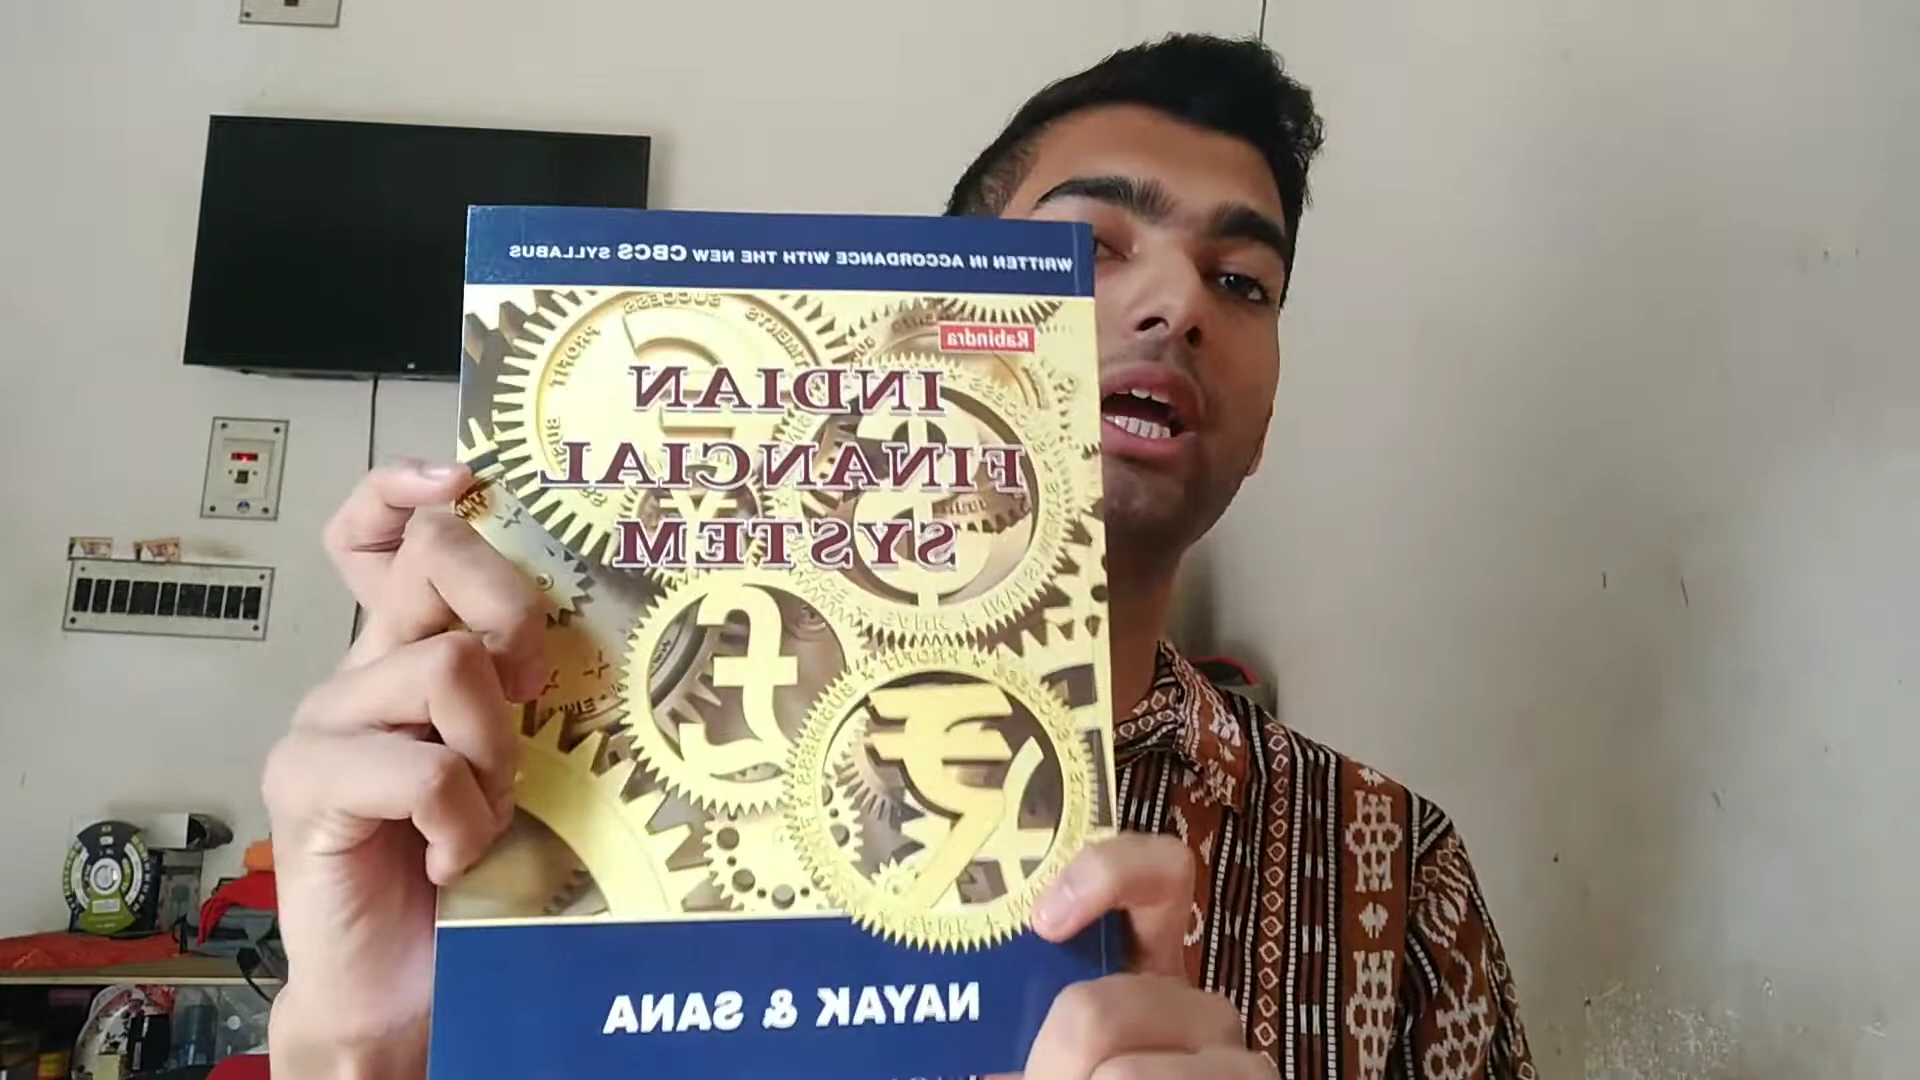 WRITTEN IN ACCORDANCE WITH THE NEW CBCS SYLLABUS
Rabindra
INDIAN
FINANCIAL
SYSTEM
NAYAK & SANA